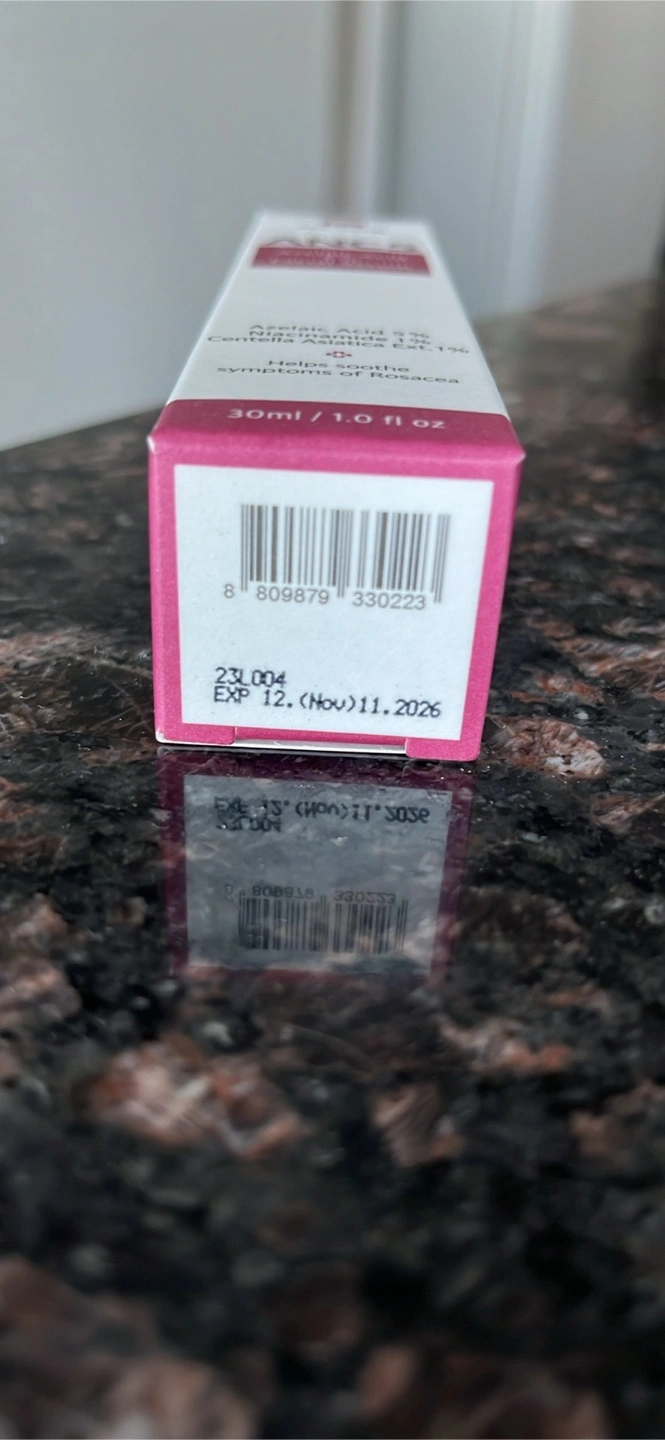 Azelaic Acid 5%
Niacinamide 1%
Centella Asiatica Ext.1%
Helps soothe
symptoms of Rosacea
30ml / 1.0 fl oz
8 809879 330223
23L004
EXP 12.(Nov)11.2026